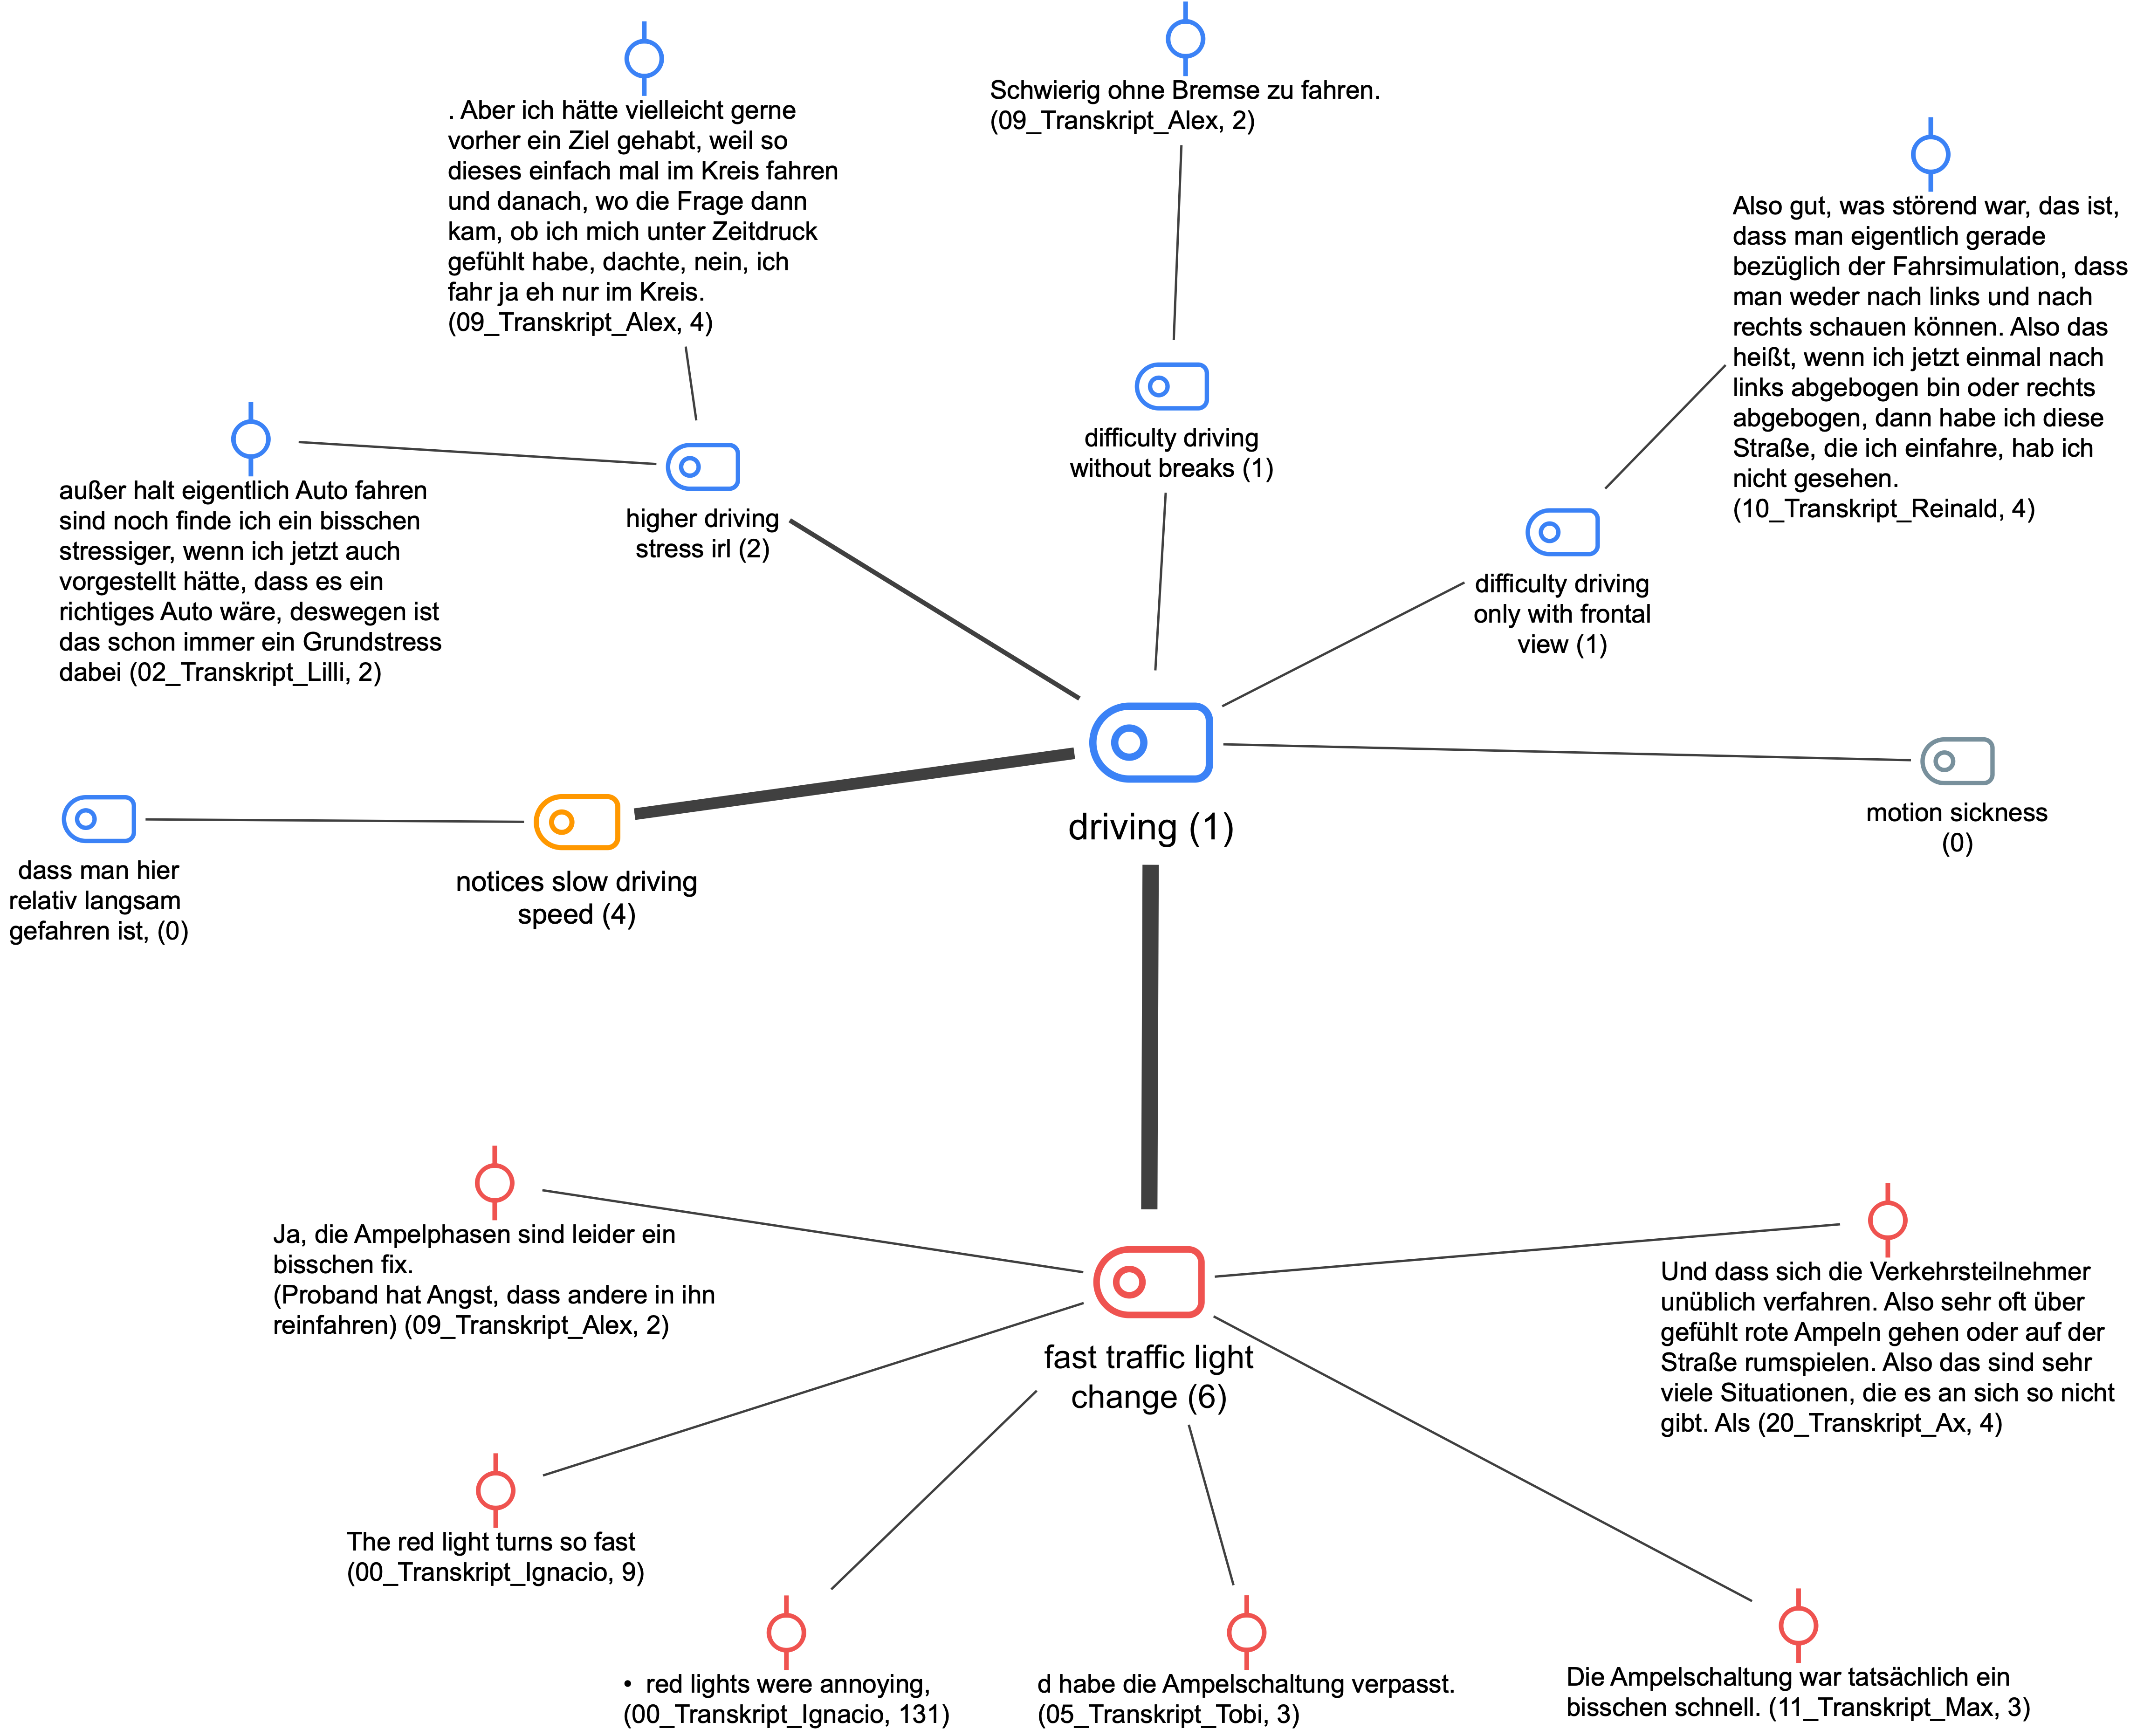 . Aber ich hätte vielleicht gerne
vorher ein Ziel gehabt, weil so
dieses einfach mal im Kreis fahren
und danach, wo die Frage dann
kam, ob ich mich unter Zeitdruck
gefühlt habe, dachte, nein, ich
fahr ja eh nur im Kreis.
(09_Transkript_Alex, 4)
Schwierig ohne Bremse zu fahren.
(09_Transkript_Alex, 2)
Also gut, was störend war, das ist,
dass man eigentlich gerade
bezüglich der Fahrsimulation, dass
man weder nach links und nach
rechts schauen können. Also das
heißt, wenn ich jetzt einmal nach
links abgebogen bin oder rechts
abgebogen, dann habe ich diese
Straße, die ich einfahre, hab ich
nicht gesehen.
(10_Transkript_Reinald, 4)
außer halt eigentlich Auto fahren
sind noch finde ich ein bisschen
stressiger, wenn ich jetzt auch
vorgestellt hätte, dass es ein
richtiges Auto wäre, deswegen ist
das schon immer ein Grundstress
dabei (02_Transkript_Lilli, 2)
higher driving
stress irl (2)
difficulty driving
without breaks (1)
difficulty driving
only with frontal
view (1)
dass man hier
relativ langsam
gefahren ist, (0)
notices slow driving
speed (4)
driving (1)
motion sickness
(0)
Ja, die Ampelphasen sind leider ein
bisschen fix.
(Proband hat Angst, dass andere in ihn
reinfahren) (09_Transkript_Alex, 2)
fast traffic light
change (6)
Und dass sich die Verkehrsteilnehmer
unüblich verfahren. Also sehr oft über
gefühlt rote Ampeln gehen oder auf der
Straße rumspielen. Also das sind sehr
viele Situationen, die es an sich so nicht
gibt. Als (20_Transkript_Ax, 4)
The red light turns so fast
(00_Transkript_Ignacio, 9)
• red lights were annoying,
(00_Transkript_Ignacio, 131)
d habe die Ampelschaltung verpasst.
(05_Transkript_Tobi, 3)
Die Ampelschaltung war tatsächlich ein
bisschen schnell. (11_Transkript_Max, 3)